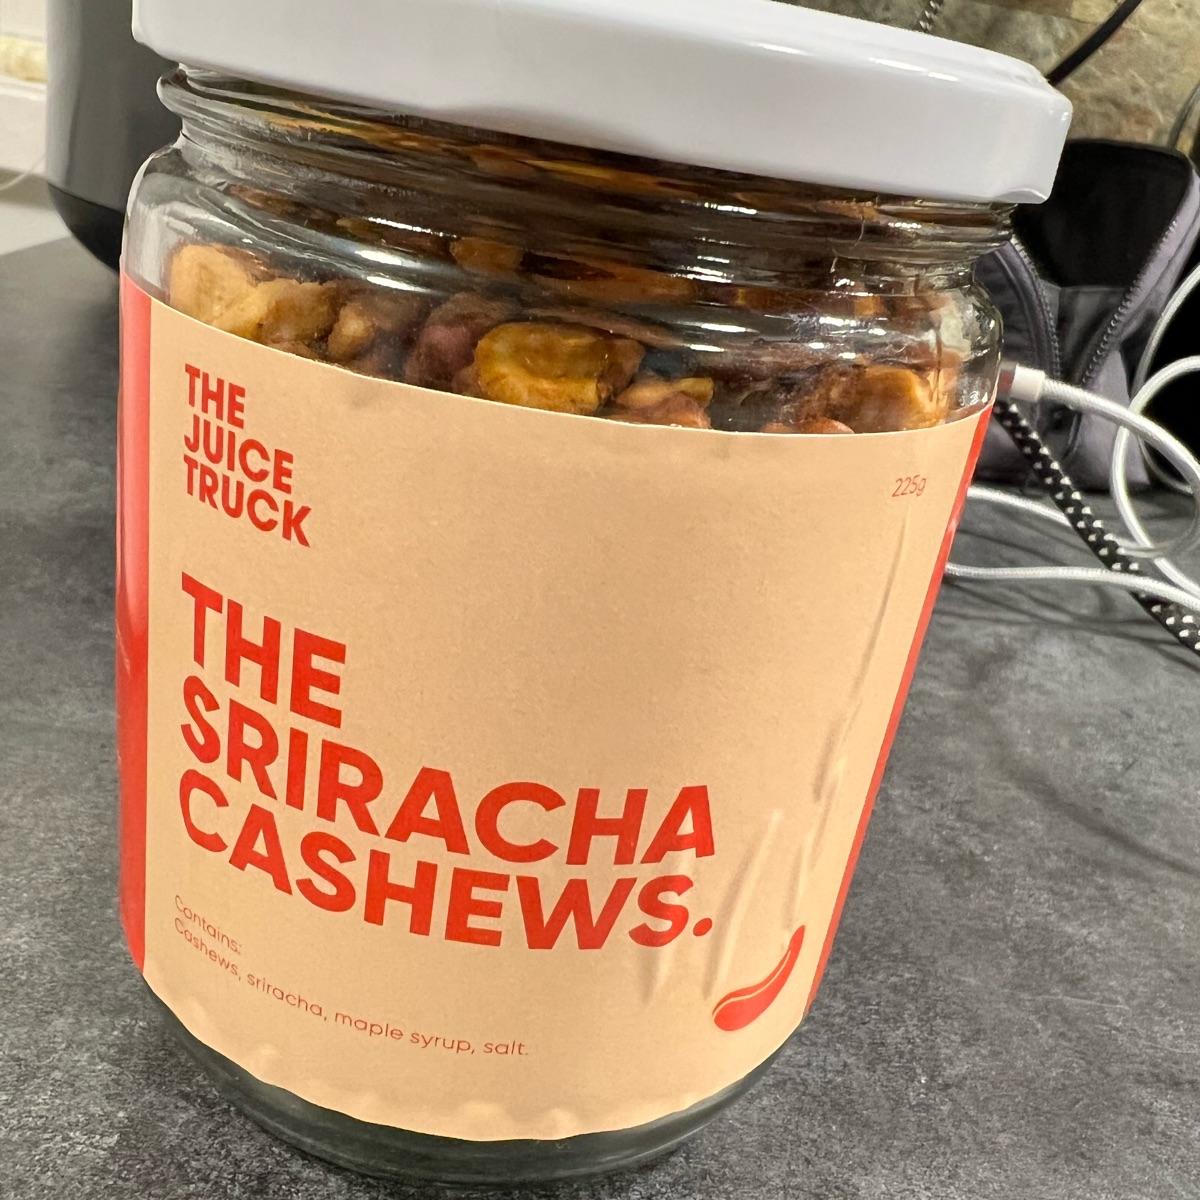 THE
JUICE
TRUCK
225g
THE
SRIRACHA
CASHEWS.
Contains:
Cashews, sriracha, maple syrup, salt.